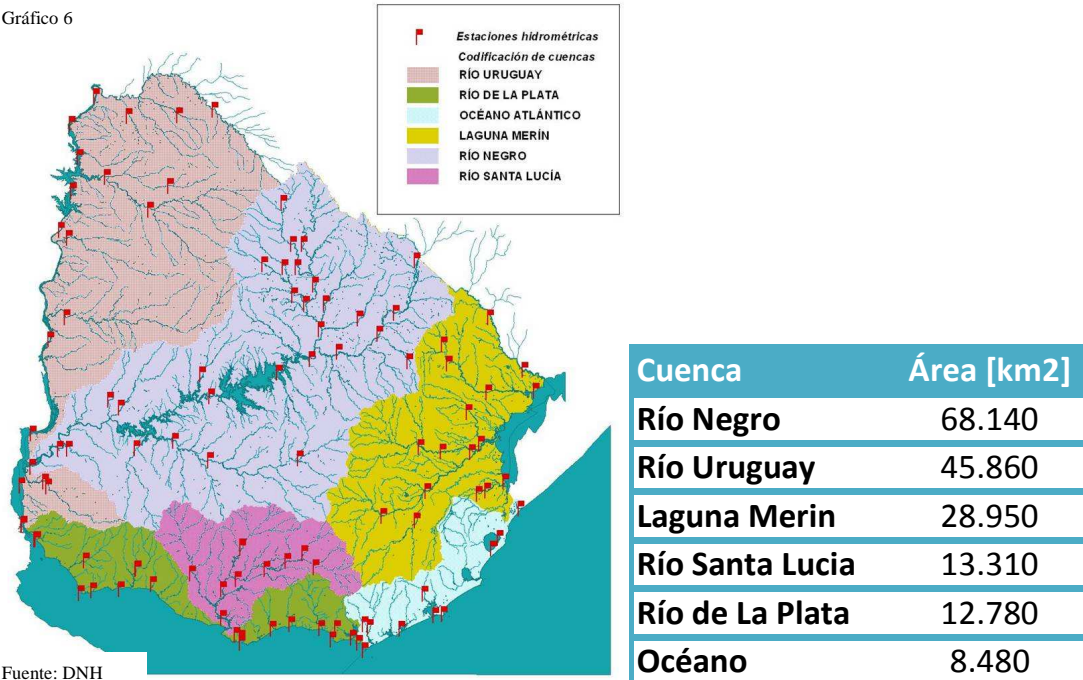 Gráfico 6
Estaciones hidrométricas
Codificación de cuencas
RÍO URUGUAY
RÍO DE LA PLATA
OCÉANO ATLÁNTICO
LAGUNA MERÍN
RÍO NEGRO
RÍO SANTA LUCÍA
Cuenca Área [km2]
Río Negro 68.140
Río Uruguay 45.860
Laguna Merin 28.950
Río Santa Lucia 13.310
Río de La Plata 12.780
Océano 8.480
Fuente: DNH